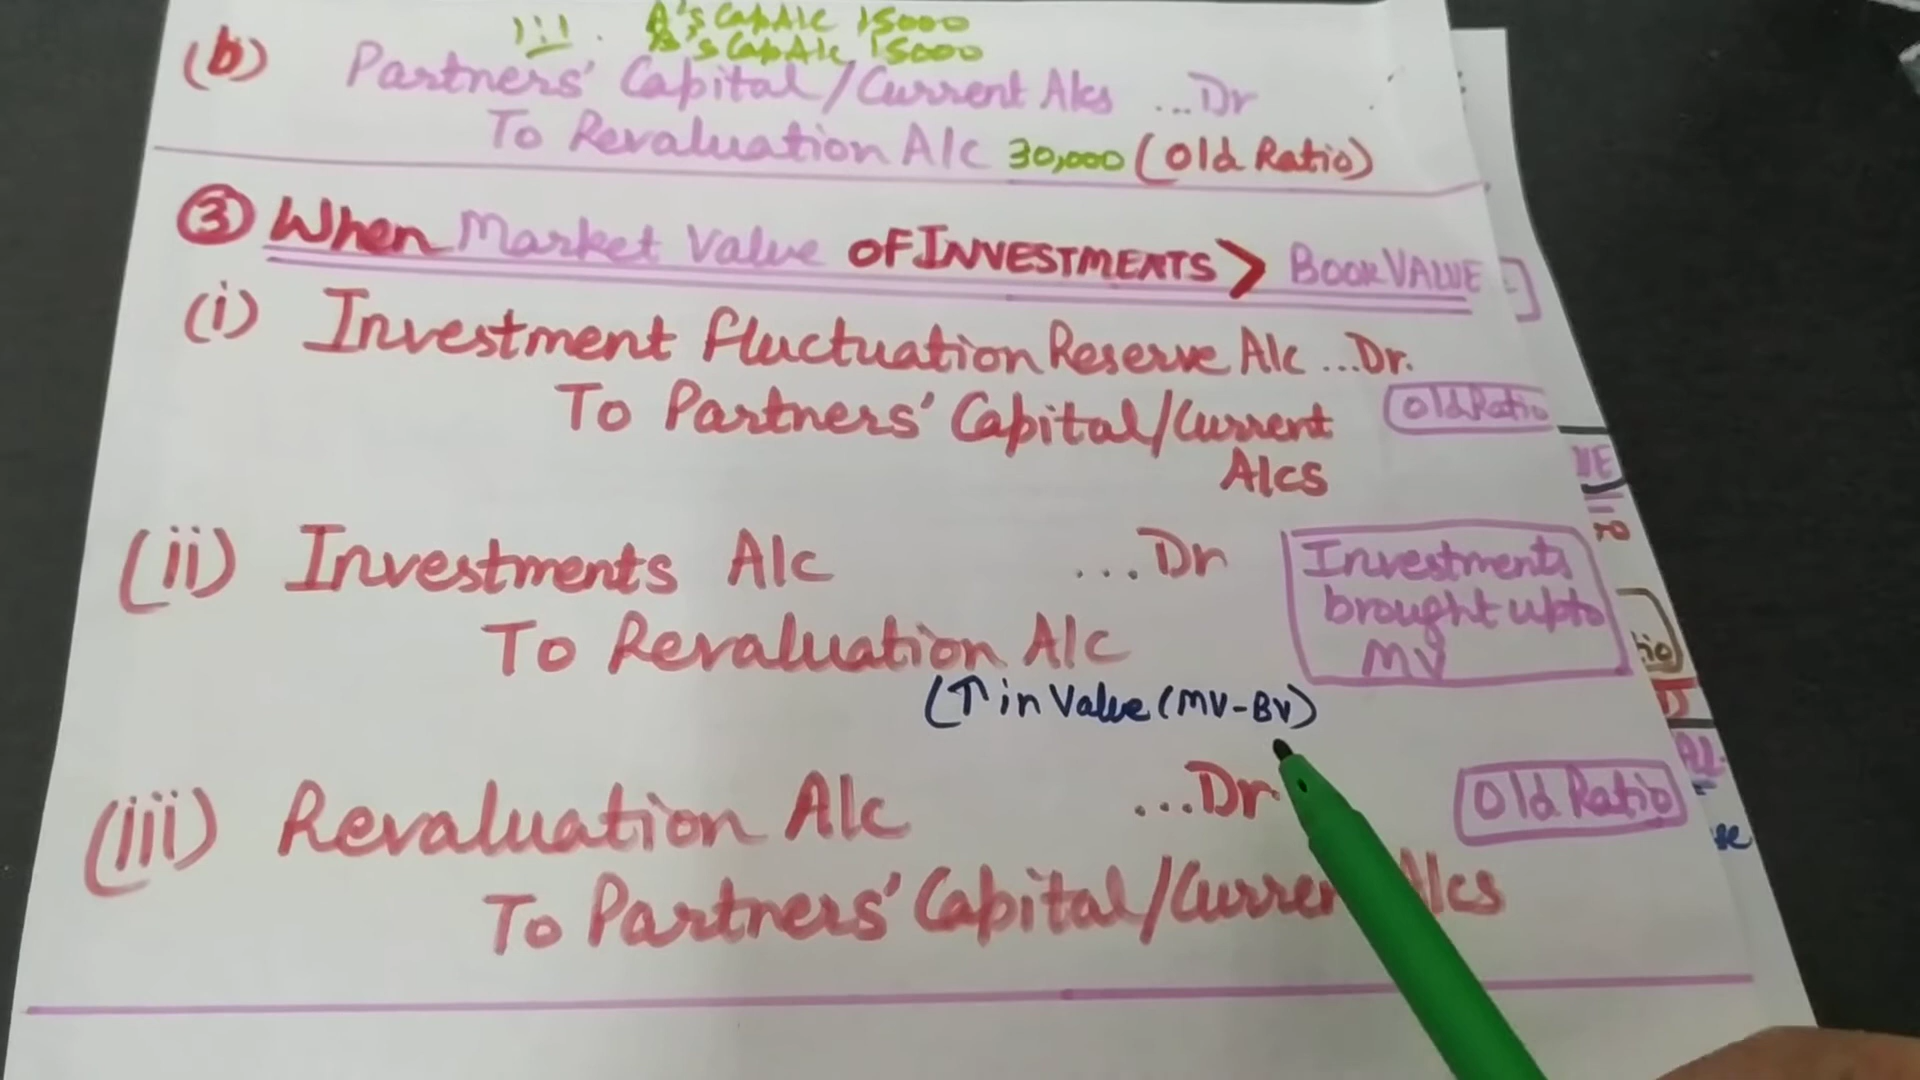 1:1. A's Cap A/c 15000
B's Cap A/c 15000
(b) Partners' Capital/Current A/cs ...Dr
To Revaluation A/c 30,000 (Old Ratio)
③ When Market Value OF INVESTMENTS > BOOK VALUE
(i) Investment fluctuation Reserve A/c ...Dr.
To Partners' Capital/Current Old Ratio
A/cs
(ii) Investments A/c ...Dr
To Revaluation A/c
(↑ in Value (MV-BV)
Investments
brought upto
MV
(iii) Revaluation A/c ...Dr Old Ratio
To Partners' Capital/Current A/cs